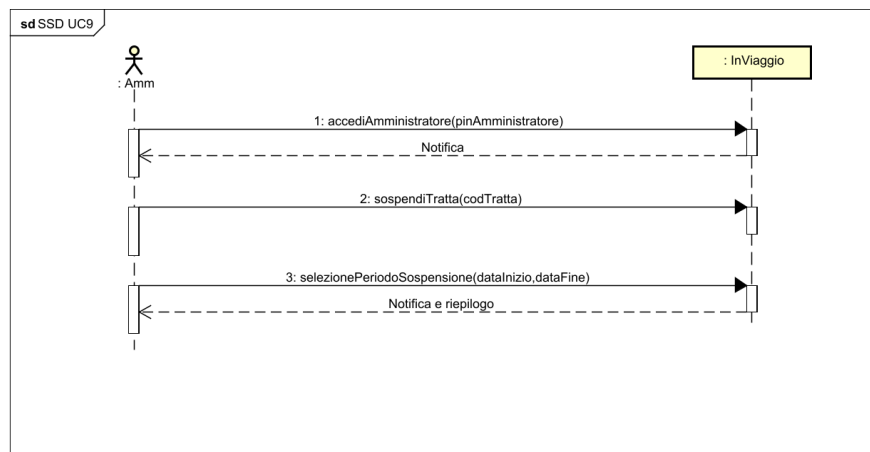 sd SSD UC9
: Amm
: InViaggio
1: accediAmministratore(pinAmministratore)
Notifica
2: sospendiTratta(codTratta)
3: selezionePeriodoSospensione(dataInizio,dataFine)
Notifica e riepilogo